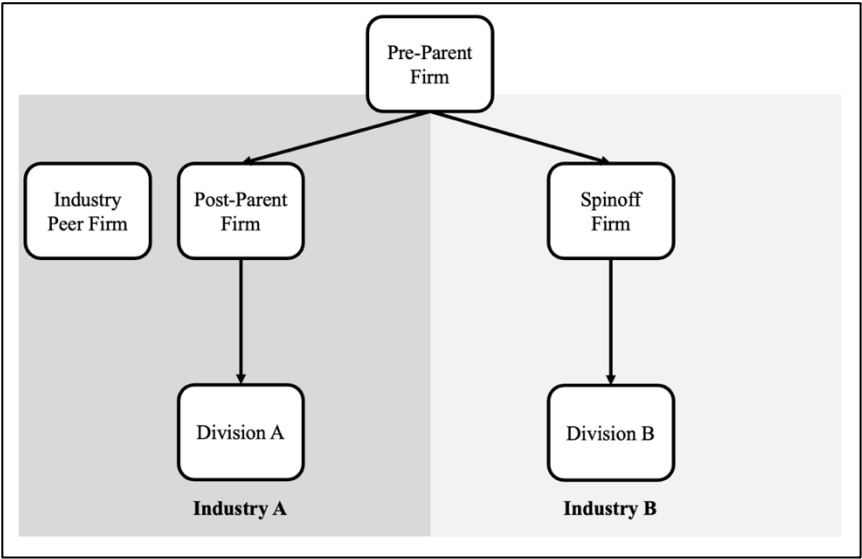 Pre-Parent
Firm
Industry
Peer Firm
Post-Parent
Firm
Spinoff
Firm
Division A
Division B
Industry A
Industry B